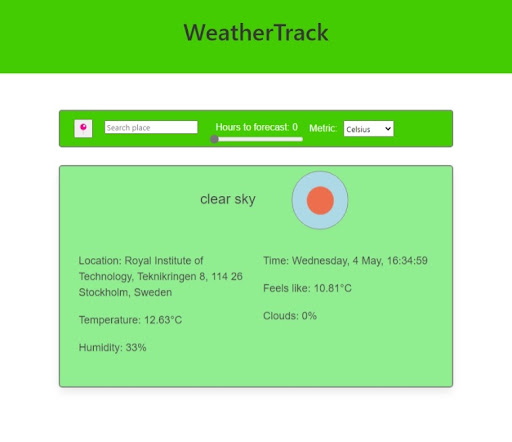 WeatherTrack
Search place
Hours to forecast: 0
Metric:
Celsius
clear sky
Location: Royal Institute of
Technology, Teknikringen 8, 114 26
Stockholm, Sweden
Temperature: 12.63°C
Humidity: 33%
Time: Wednesday, 4 May, 16:34:59
Feels like: 10.81°C
Clouds: 0%